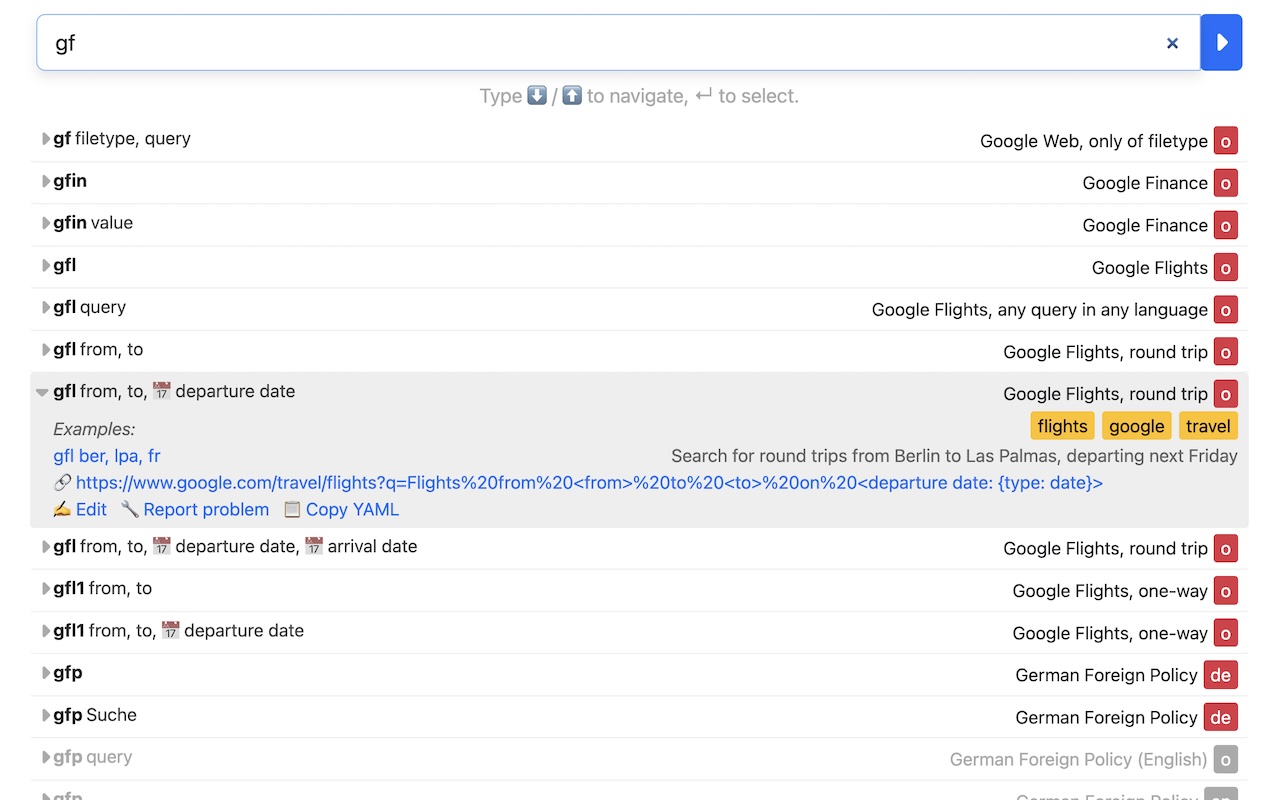 gf ×
Type ⬇️ / ⬆️ to navigate, ↵ to select.
gf filetype, query Google Web, only of filetype o
gfin Google Finance o
gfin value Google Finance o
gfl Google Flights o
gfl query Google Flights, any query in any language o
gfl from, to Google Flights, round trip o
gfl from, to, 📅 departure date Google Flights, round trip o
Examples: flights google travel
gfl ber, lpa, fr Search for round trips from Berlin to Las Palmas, departing next Friday
🔗 https://www.google.com/travel/flights?q=Flights%20from%20<from>%20to%20<to>%20on%20<departure date: {type: date}>
✍️ Edit 🔧 Report problem 📋 Copy YAML
gfl from, to, 📅 departure date, 📅 arrival date Google Flights, round trip o
gfl1 from, to Google Flights, one-way o
gfl1 from, to, 📅 departure date Google Flights, one-way o
gfp German Foreign Policy de
gfp Suche German Foreign Policy de
gfp query German Foreign Policy (English) o